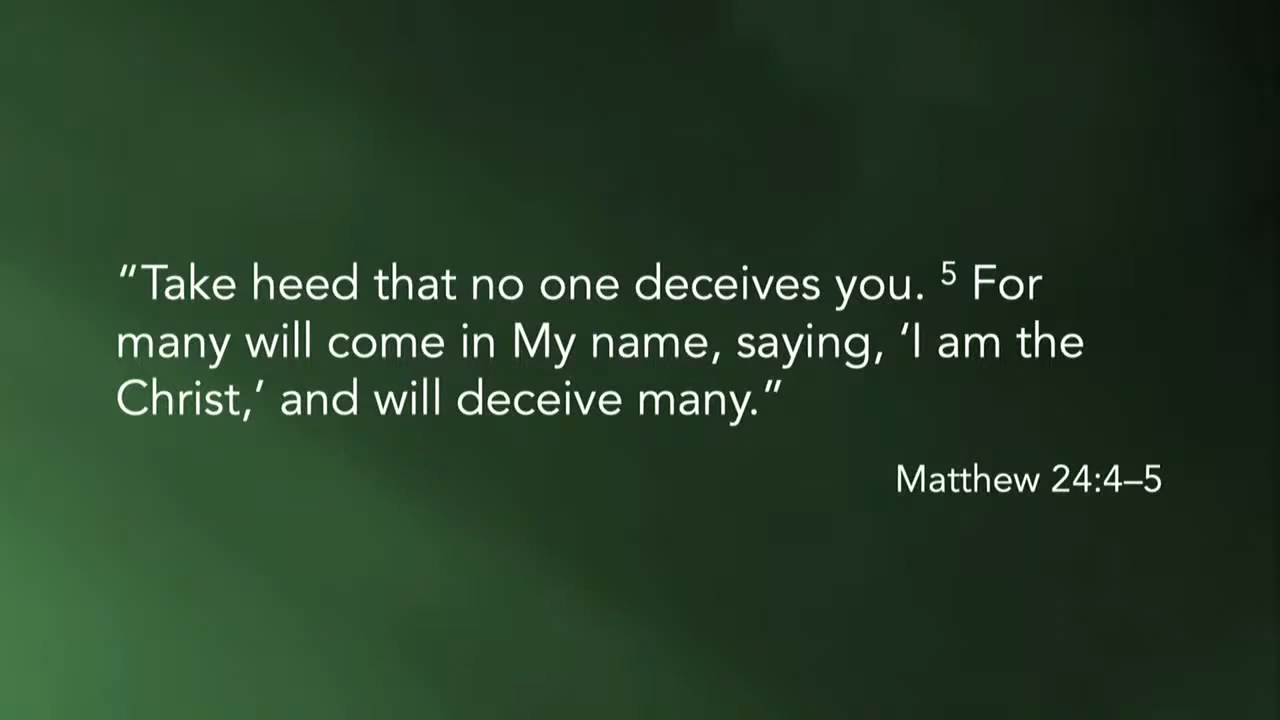 “Take heed that no one deceives you. ⁵ For
many will come in My name, saying, ‘I am the
Christ,’ and will deceive many.”
Matthew 24:4–5